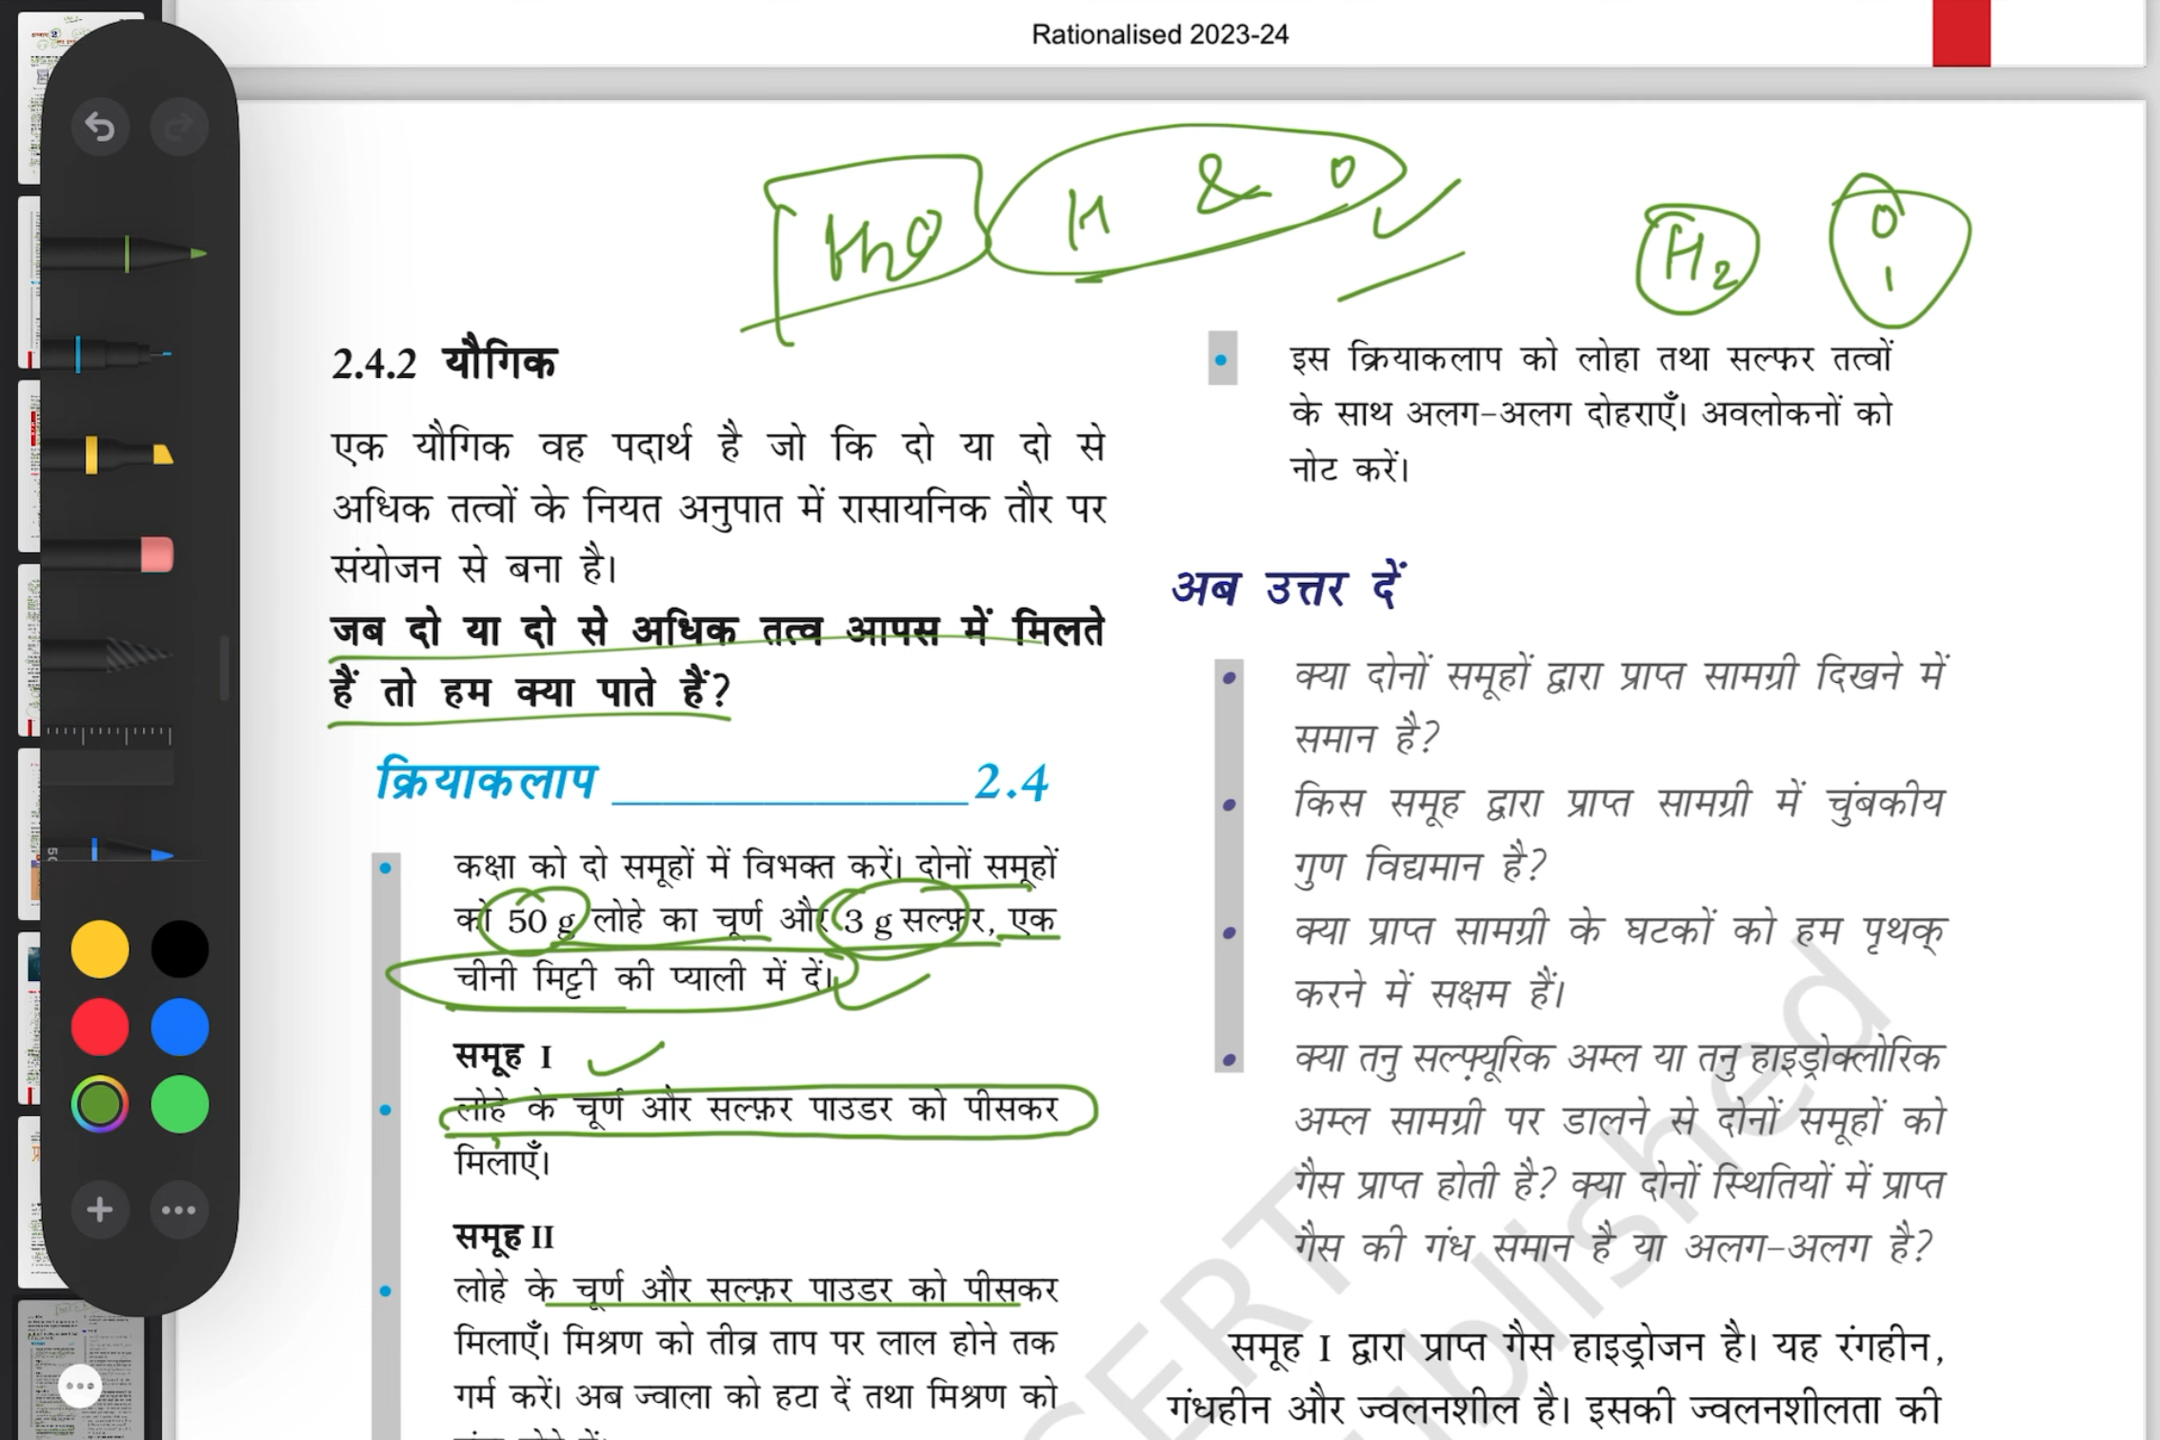 Rationalised 2023-24
H₂O H & O
H₂ O
1
2.4.2 यौगिक
एक यौगिक वह पदार्थ है जो कि दो या दो से
अधिक तत्वों के नियत अनुपात में रासायनिक तौर पर
संयोजन से बना है।
जब दो या दो से अधिक तत्व आपस में मिलते
हैं तो हम क्या पाते हैं?
क्रियाकलाप ______________2.4
कक्षा को दो समूहों में विभक्त करें। दोनों समूहों
को 50 g लोहे का चूर्ण और 3 g सल्फ़र, एक
चीनी मिट्टी की प्याली में दें।
समूह I
लोहे के चूर्ण और सल्फ़र पाउडर को पीसकर
मिलाएँ।
समूह II
लोहे के चूर्ण और सल्फ़र पाउडर को पीसकर
मिलाएँ। मिश्रण को तीव्र ताप पर लाल होने तक
गर्म करें। अब ज्वाला को हटा दें तथा मिश्रण को
इस क्रियाकलाप को लोहा तथा सल्फर तत्वों
के साथ अलग-अलग दोहराएँ। अवलोकनों को
नोट करें।
अब उत्तर दें
क्या दोनों समूहों द्वारा प्राप्त सामग्री दिखने में
समान है?
किस समूह द्वारा प्राप्त सामग्री में चुंबकीय
गुण विद्यमान है?
क्या प्राप्त सामग्री के घटकों को हम पृथक्
करने में सक्षम हैं।
क्या तनु सल्फ़्यूरिक अम्ल या तनु हाइड्रोक्लोरिक
अम्ल सामग्री पर डालने से दोनों समूहों को
गैस प्राप्त होती है? क्या दोनों स्थितियों में प्राप्त
गैस की गंध समान है या अलग-अलग है?
समूह I द्वारा प्राप्त गैस हाइड्रोजन है। यह रंगहीन,
गंधहीन और ज्वलनशील है। इसकी ज्वलनशीलता की